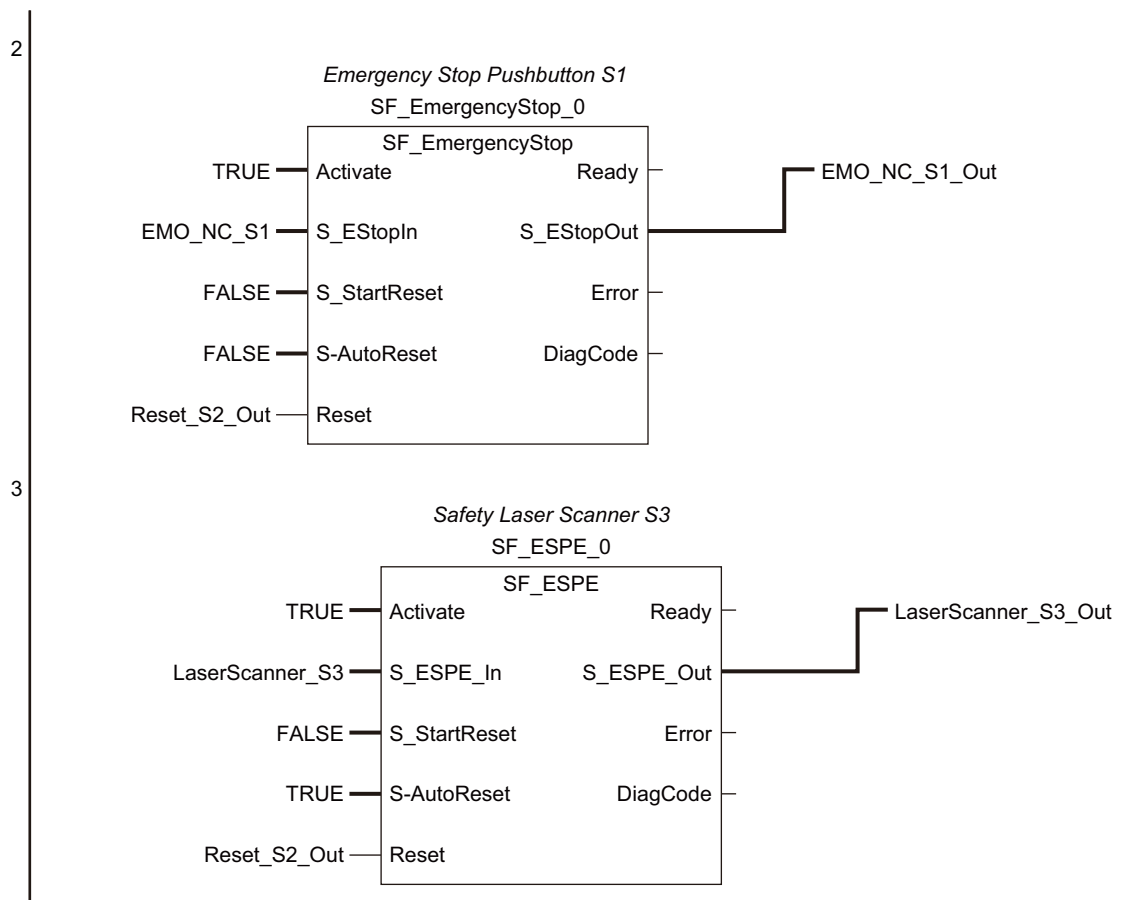 2
Emergency Stop Pushbutton S1
SF_EmergencyStop_0
SF_EmergencyStop
TRUE Activate Ready EMO_NC_S1_Out
EMO_NC_S1 S_EStopIn S_EStopOut
FALSE S_StartReset Error
FALSE S-AutoReset DiagCode
Reset_S2_Out Reset
3
Safety Laser Scanner S3
SF_ESPE_0
SF_ESPE
TRUE Activate Ready LaserScanner_S3_Out
LaserScanner_S3 S_ESPE_In S_ESPE_Out
FALSE S_StartReset Error
TRUE S-AutoReset DiagCode
Reset_S2_Out Reset